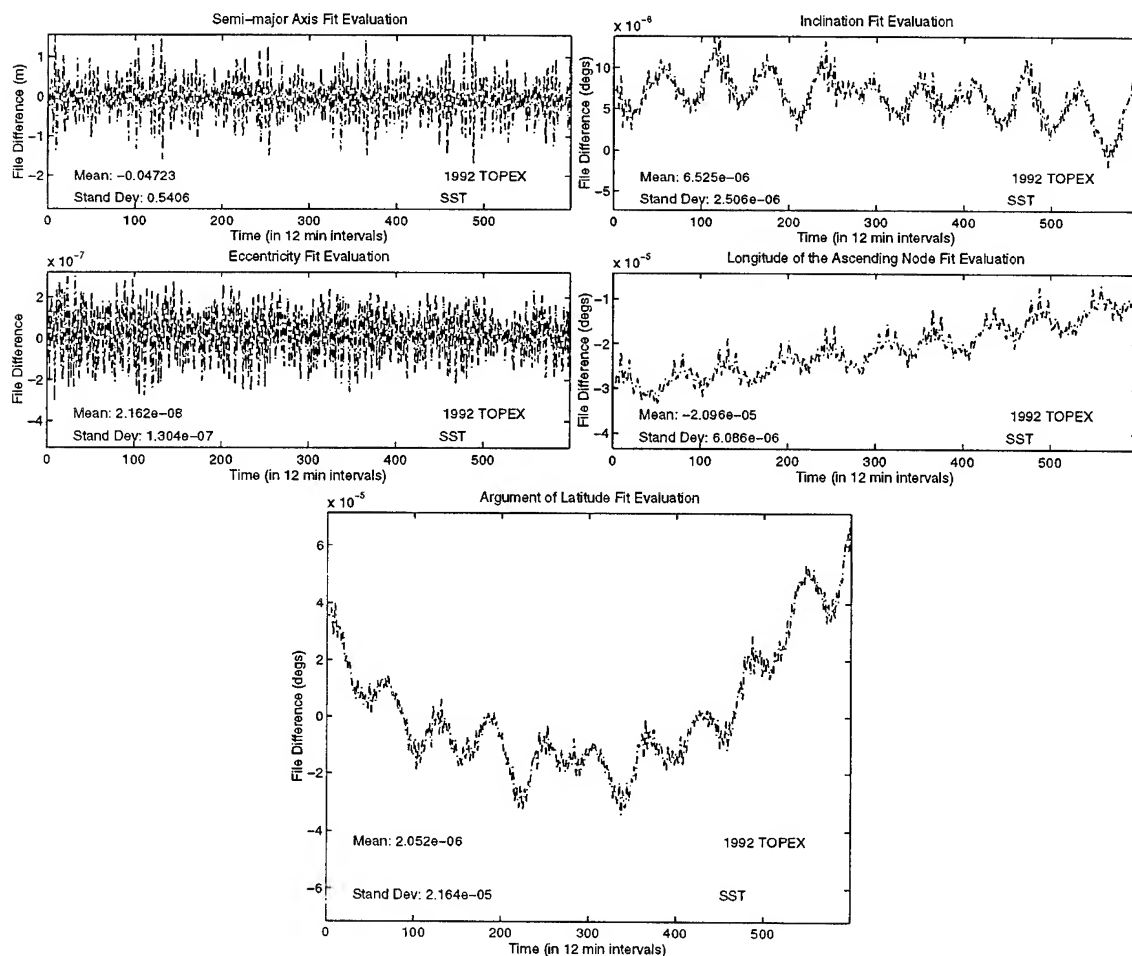 Semi-major Axis Fit Evaluation
File Difference (m)
1
0
-1
-2
Mean: -0.04723
Stand Dev: 0.5406
1992 TOPEX
SST
0 100 200 300 400 500
Time (in 12 min intervals)
Inclination Fit Evaluation
x 10^-6
File Difference (degs)
10
5
0
-5
Mean: 6.525e-06
Stand Dev: 2.506e-06
1992 TOPEX
SST
0 100 200 300 400 500
Time (in 12 min intervals)
Eccentricity Fit Evaluation
x 10^-7
File Difference
2
0
-2
-4
Mean: 2.162e-08
Stand Dev: 1.304e-07
1992 TOPEX
SST
0 100 200 300 400 500
Time (in 12 min intervals)
Longitude of the Ascending Node Fit Evaluation
x 10^-5
File Difference (degs)
-1
-2
-3
-4
Mean: -2.096e-05
Stand Dev: 6.086e-06
1992 TOPEX
SST
0 100 200 300 400 500
Time (in 12 min intervals)
Argument of Latitude Fit Evaluation
x 10^-5
File Difference (degs)
6
4
2
0
-2
-4
-6
Mean: 2.052e-06
Stand Dev: 2.164e-05
1992 TOPEX
SST
0 100 200 300 400 500
Time (in 12 min intervals)